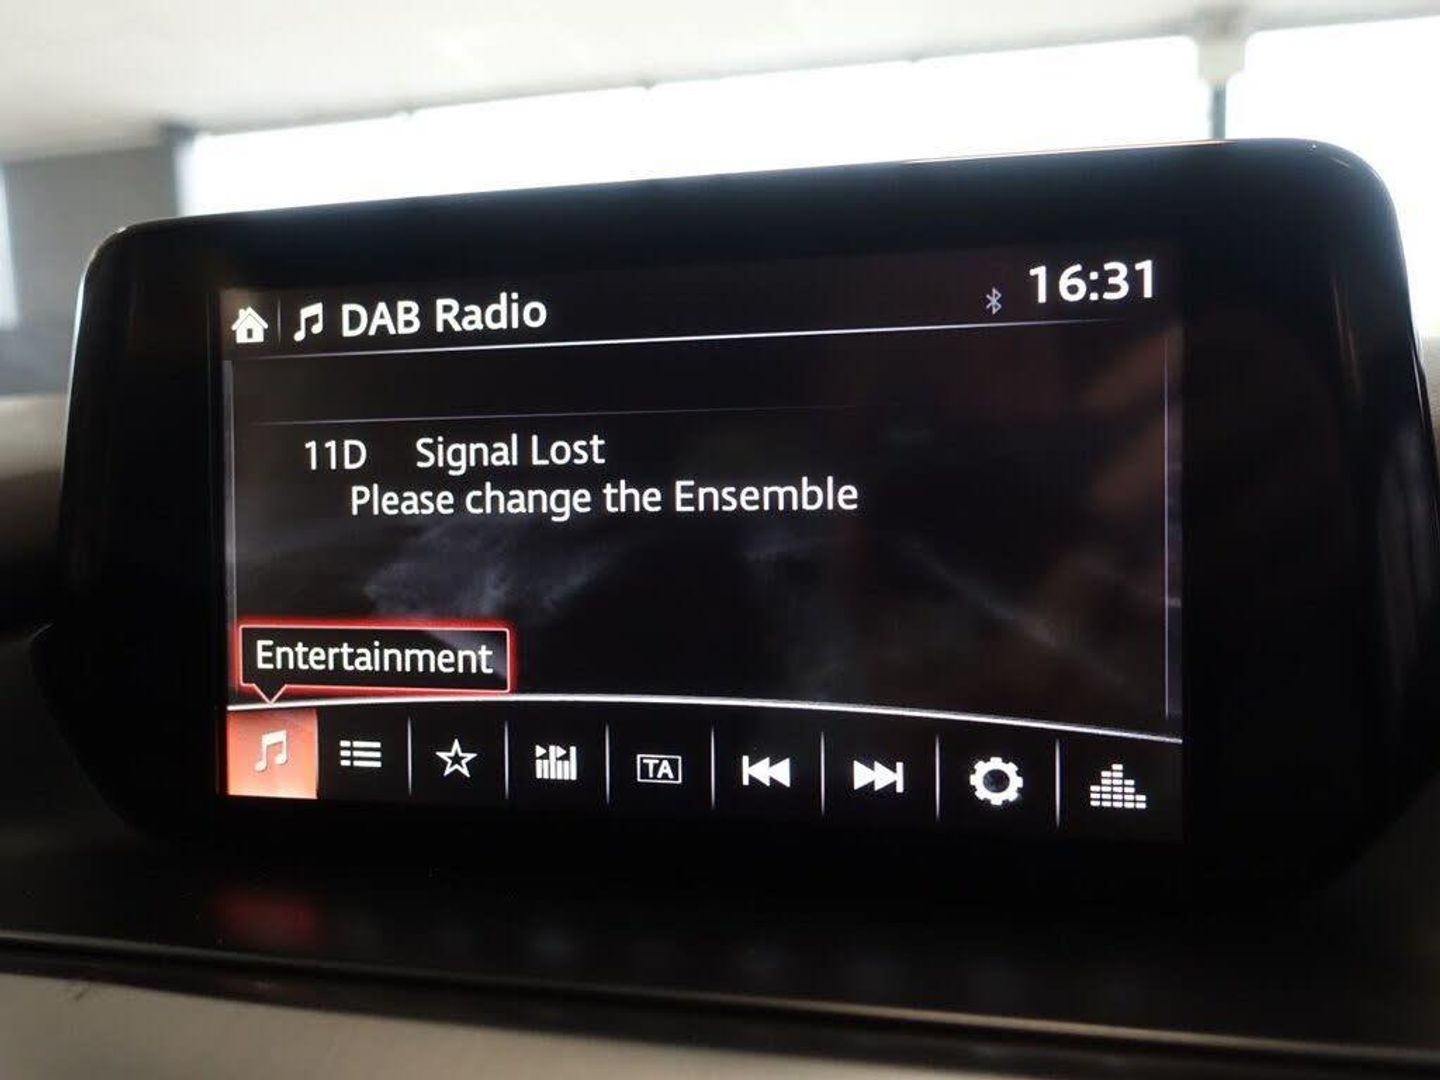 DAB Radio 16:31
11D Signal Lost
Please change the Ensemble
Entertainment
TA